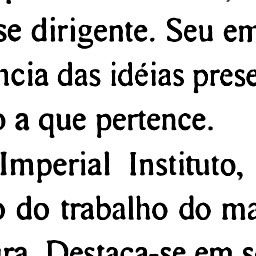 se dirigente. Seu em
ncia das idéias prese
o a que pertence.
Imperial Instituto,
o do trabalho do ma
ara. Destaca-se em s